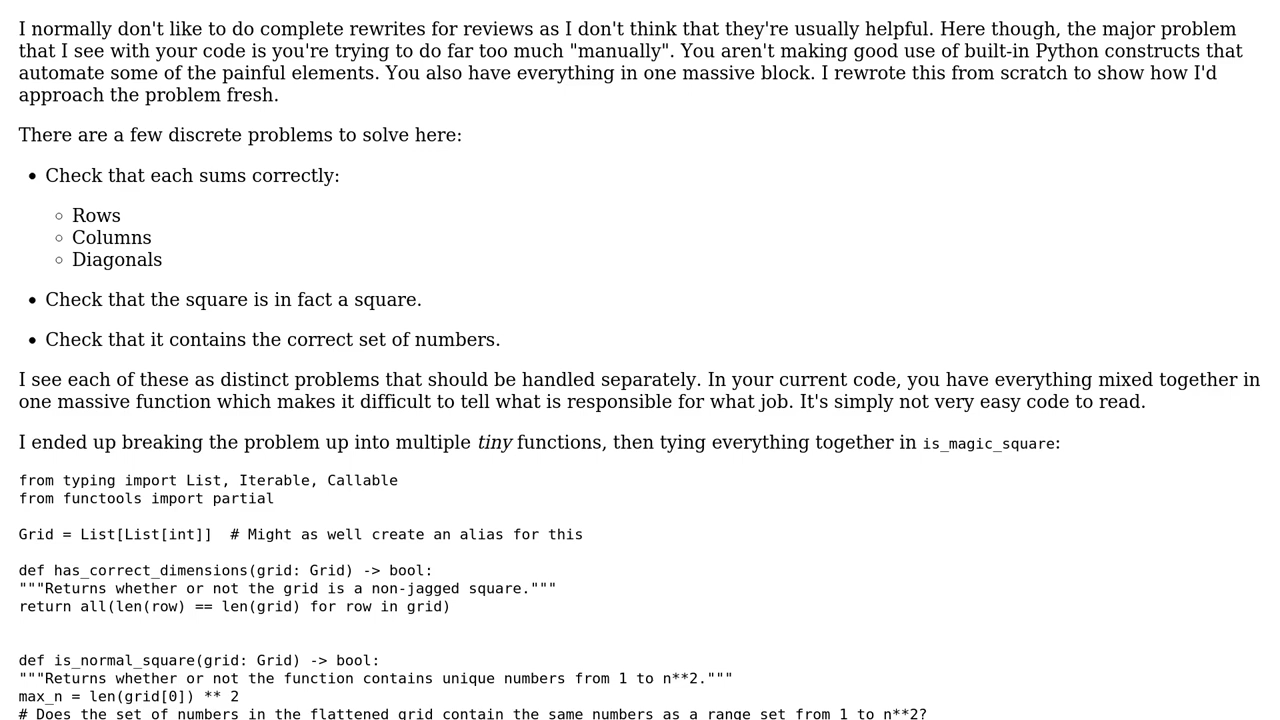 I normally don't like to do complete rewrites for reviews as I don't think that they're usually helpful. Here though, the major problem
that I see with your code is you're trying to do far too much "manually". You aren't making good use of built-in Python constructs that
automate some of the painful elements. You also have everything in one massive block. I rewrote this from scratch to show how I'd
approach the problem fresh.
There are a few discrete problems to solve here:
• Check that each sums correctly:
◦ Rows
◦ Columns
◦ Diagonals
• Check that the square is in fact a square.
• Check that it contains the correct set of numbers.
I see each of these as distinct problems that should be handled separately. In your current code, you have everything mixed together in
one massive function which makes it difficult to tell what is responsible for what job. It's simply not very easy code to read.
I ended up breaking the problem up into multiple tiny functions, then tying everything together in is_magic_square:
from typing import List, Iterable, Callable
from functools import partial
Grid = List[List[int]]  # Might as well create an alias for this
def has_correct_dimensions(grid: Grid) -> bool:
"""Returns whether or not the grid is a non-jagged square."""
return all(len(row) == len(grid) for row in grid)
def is_normal_square(grid: Grid) -> bool:
"""Returns whether or not the function contains unique numbers from 1 to n**2."""
max_n = len(grid[0]) ** 2
# Does the set of numbers in the flattened grid contain the same numbers as a range set from 1 to n**2?